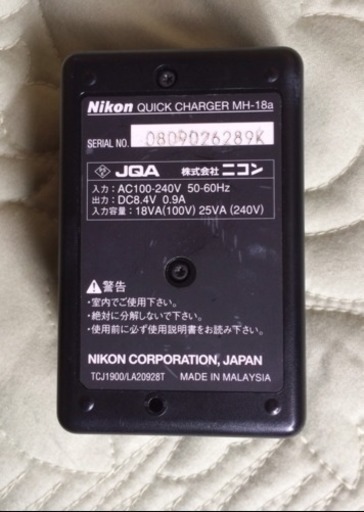 Nikon QUICK CHARGER MH-18a
SERIAL NO. 0809026289K
JQA 株式会社 ニコン
入力：AC100-240V 50-60Hz
出力：DC8.4V 0.9A
入力容量：18VA(100V) 25VA (240V)
⚠警告
・室内でご使用下さい。
・絶対に分解しないで下さい。
・使用前に必ず使用説明書をお読み下さい。
NIKON CORPORATION, JAPAN
TCJ1900/LA20928T MADE IN MALAYSIA